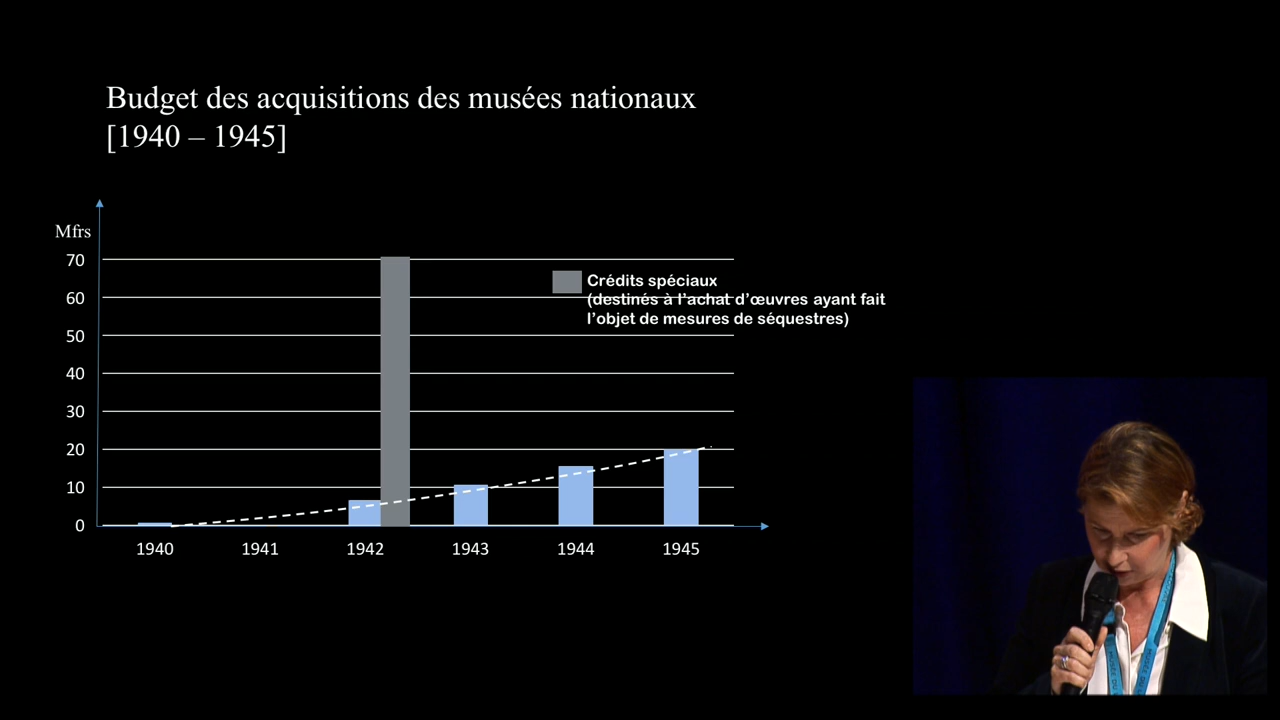 Budget des acquisitions des musées nationaux
[1940 – 1945]
Mfrs
70
60
50
40
30
20
10
0
Crédits spéciaux
(destinés à l'achat d'œuvres ayant fait
l'objet de mesures de séquestres)
1940 1941 1942 1943 1944 1945